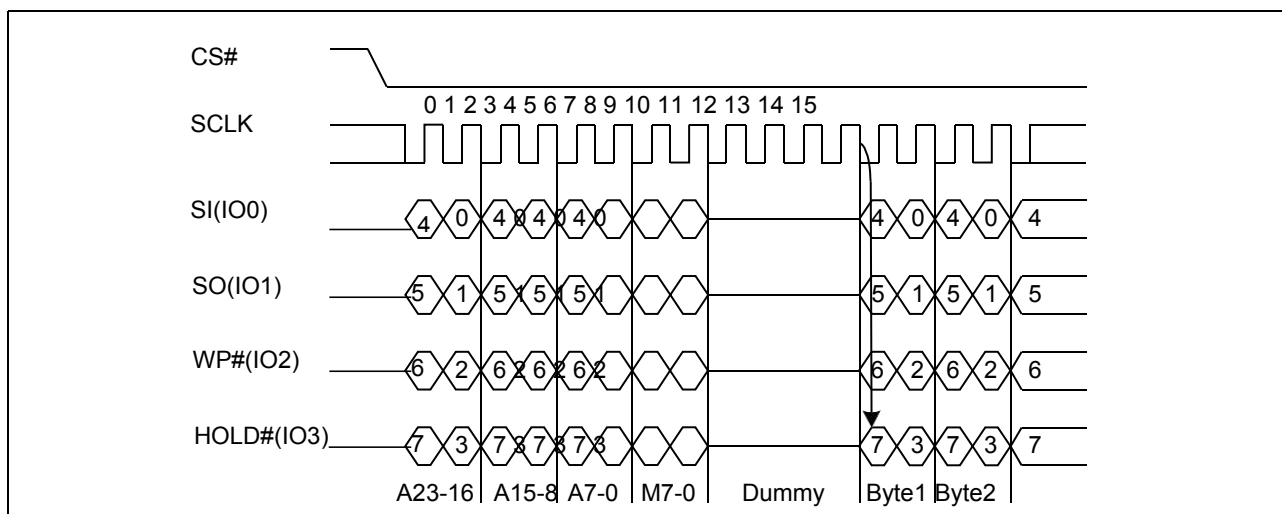 CS#
0 1 2 3 4 5 6 7 8 9 10 11 12 13 14 15
SCLK
SI(IO0) 4 0 4 0 4 0 4 0 4 0 4 0 4
SO(IO1) 5 1 5 1 5 1 5 1 5 1 5 1 5
WP#(IO2) 6 2 6 2 6 2 6 2 6 2 6 2 6
HOLD#(IO3) 7 3 7 3 7 3 7 3 7 3 7 3 7
A23-16 A15-8 A7-0 M7-0 Dummy Byte1 Byte2